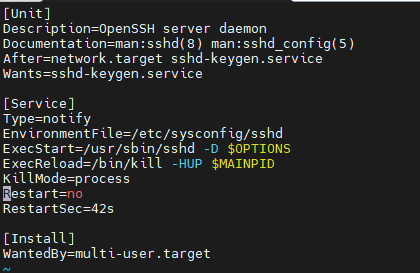 [Unit]
Description=OpenSSH server daemon
Documentation=man:sshd(8) man:sshd_config(5)
After=network.target sshd-keygen.service
Wants=sshd-keygen.service

[Service]
Type=notify
EnvironmentFile=/etc/sysconfig/sshd
ExecStart=/usr/sbin/sshd -D $OPTIONS
ExecReload=/bin/kill -HUP $MAINPID
KillMode=process
Restart=no
RestartSec=42s

[Install]
WantedBy=multi-user.target
~